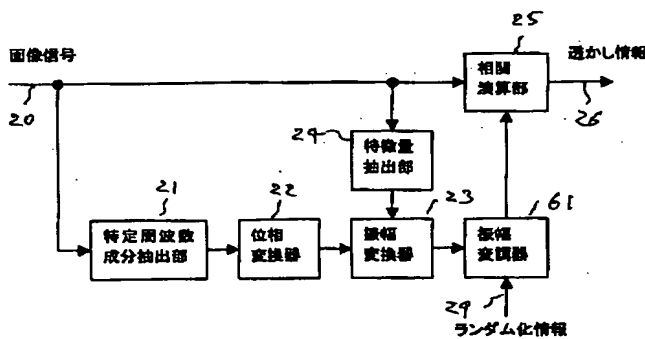 画像信号
20
25
相関
演算部
透かし情報
26
24
特徴量
抽出部
21
特定周波数
成分抽出部
22
位相
変換器
23
振幅
変換器
61
振幅
変調器
29
ランダム化情報